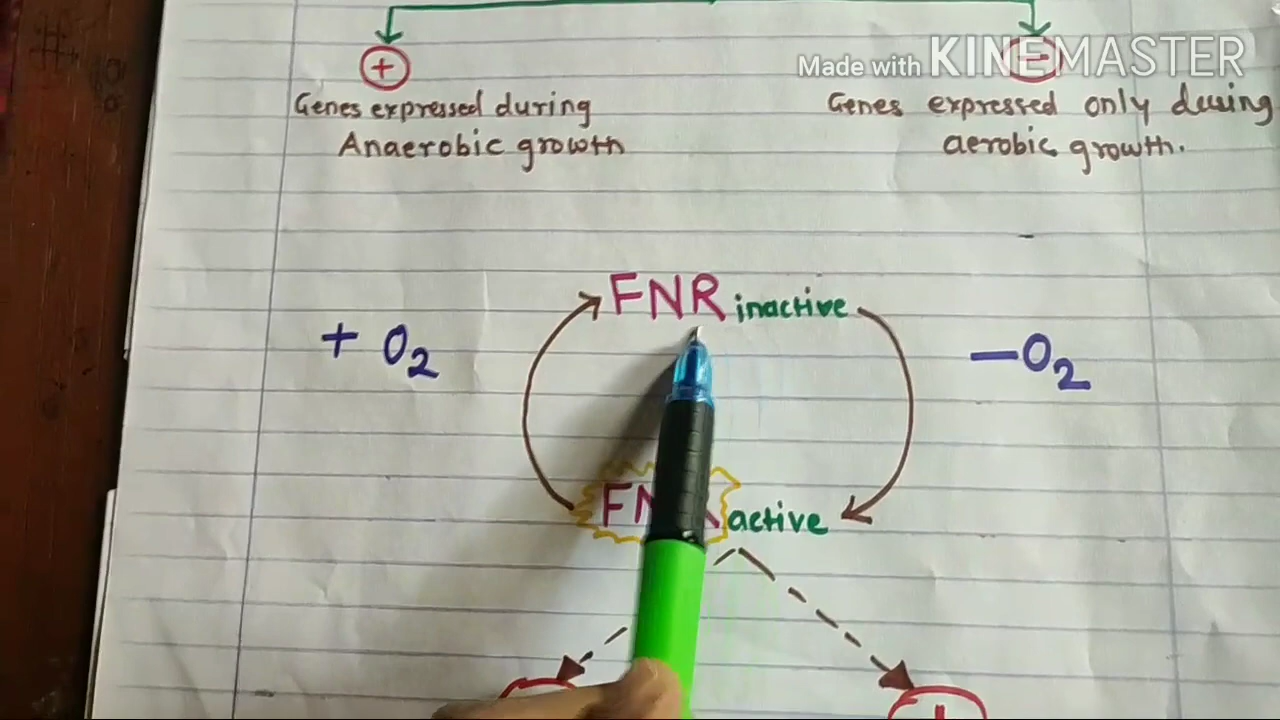 Made with KINEMASTER
+
−
Genes expressed during
Anaerobic growth
Genes expressed only during
aerobic growth.
FNR inactive
+ O2
−O2
FNR active